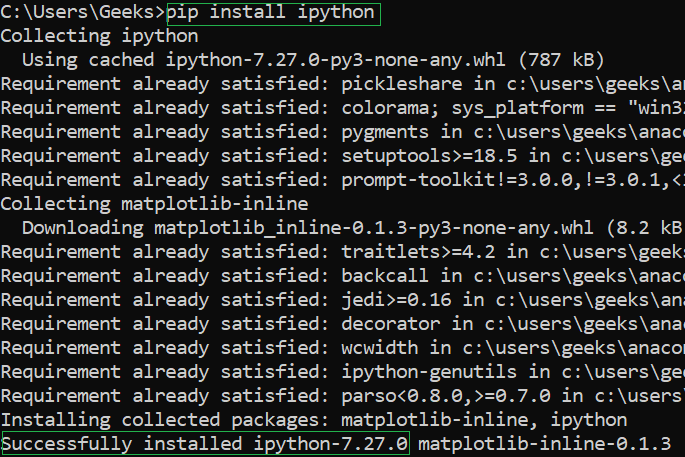 C:\Users\Geeks>pip install ipython
Collecting ipython
  Using cached ipython-7.27.0-py3-none-any.whl (787 kB)
Requirement already satisfied: pickleshare in c:\users\geeks\ana
Requirement already satisfied: colorama; sys_platform == "win32
Requirement already satisfied: pygments in c:\users\geeks\anaco
Requirement already satisfied: setuptools>=18.5 in c:\users\gee
Requirement already satisfied: prompt-toolkit!=3.0.0,!=3.0.1,<
Collecting matplotlib-inline
  Downloading matplotlib_inline-0.1.3-py3-none-any.whl (8.2 kB
Requirement already satisfied: traitlets>=4.2 in c:\users\geeks
Requirement already satisfied: backcall in c:\users\geeks\anaco
Requirement already satisfied: jedi>=0.16 in c:\users\geeks\ana
Requirement already satisfied: decorator in c:\users\geeks\anac
Requirement already satisfied: wcwidth in c:\users\geeks\anacon
Requirement already satisfied: ipython-genutils in c:\users\gee
Requirement already satisfied: parso<0.8.0,>=0.7.0 in c:\users\
Installing collected packages: matplotlib-inline, ipython
Successfully installed ipython-7.27.0 matplotlib-inline-0.1.3